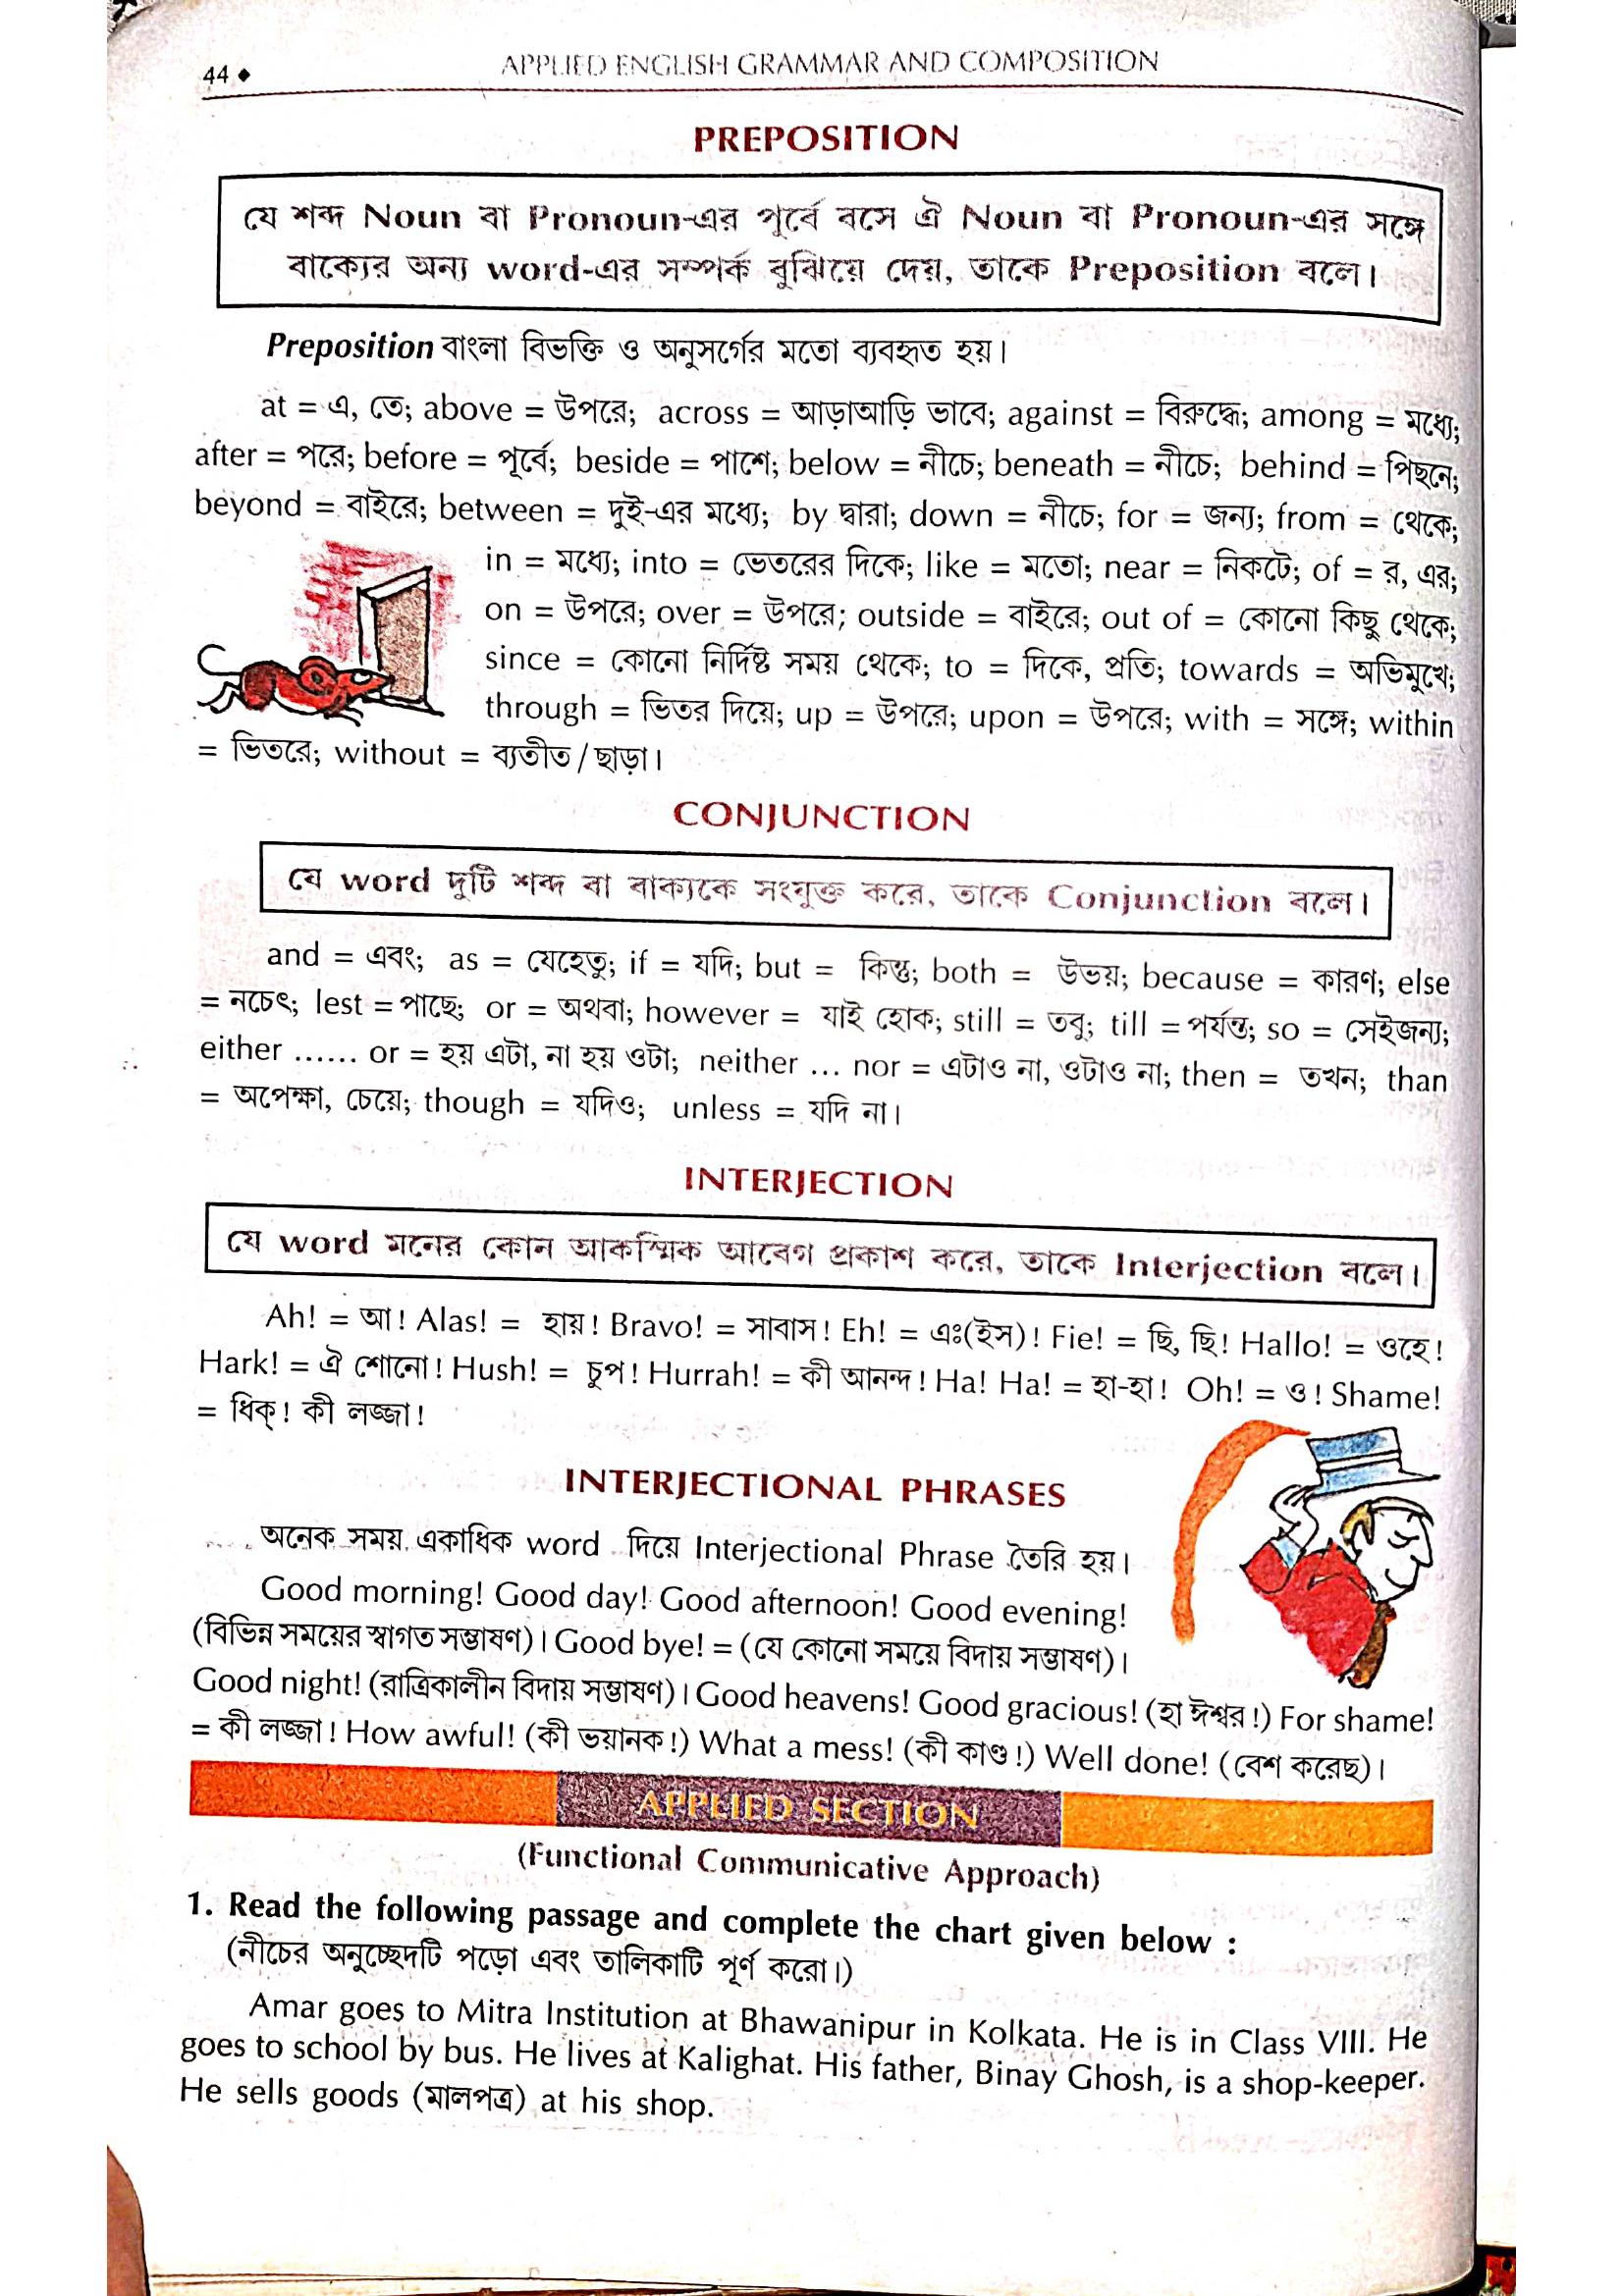 44 ◆ APPLIED ENGLISH GRAMMAR AND COMPOSITION
PREPOSITION
যে শব্দ Noun বা Pronoun-এর পূর্বে বসে ঐ Noun বা Pronoun-এর সঙ্গে
বাক্যের অন্য word-এর সম্পর্ক বুঝিয়ে দেয়, তাকে Preposition বলে।
Preposition বাংলা বিভক্তি ও অনুসর্গের মতো ব্যবহৃত হয়।
at = এ, তে; above = উপরে; across = আড়াআড়ি ভাবে; against = বিরুদ্ধে; among = মধ্যে;
after = পরে; before = পূর্বে; beside = পাশে; below = নীচে; beneath = নীচে; behind = পিছনে;
beyond = বাইরে; between = দুই-এর মধ্যে; by দ্বারা; down = নীচে; for = জন্য; from = থেকে;
in = মধ্যে; into = ভেতরের দিকে; like = মতো; near = নিকটে; of = র, এর;
on = উপরে; over = উপরে; outside = বাইরে; out of = কোনো কিছু থেকে;
since = কোনো নির্দিষ্ট সময় থেকে; to = দিকে, প্রতি; towards = অভিমুখে;
through = ভিতর দিয়ে; up = উপরে; upon = উপরে; with = সঙ্গে; within
= ভিতরে; without = ব্যতীত / ছাড়া।
CONJUNCTION
যে word দুটি শব্দ বা বাক্যকে সংযুক্ত করে, তাকে Conjunction বলে।
and = এবং; as = যেহেতু; if = যদি; but = কিন্তু; both = উভয়; because = কারণ; else
= নচেৎ; lest = পাছে; or = অথবা; however = যাই হোক; still = তবু; till = পর্যন্ত; so = সেইজন্য;
either ...... or = হয় এটা, না হয় ওটা; neither ... nor = এটাও না, ওটাও না; then = তখন; than
= অপেক্ষা, চেয়ে; though = যদিও; unless = যদি না।
INTERJECTION
যে word মনের কোন আকস্মিক আবেগ প্রকাশ করে, তাকে Interjection বলে।
Ah! = আ! Alas! = হায়! Bravo! = সাবাস! Eh! = এঃ(ইস)! Fie! = ছি, ছি! Hallo! = ওহে!
Hark! = ঐ শোনো! Hush! = চুপ! Hurrah! = কী আনন্দ! Ha! Ha! = হা-হা! Oh! = ও! Shame!
= ধিক্‌! কী লজ্জা!
INTERJECTIONAL PHRASES
অনেক সময় একাধিক word দিয়ে Interjectional Phrase তৈরি হয়।
Good morning! Good day! Good afternoon! Good evening!
(বিভিন্ন সময়ের স্বাগত সম্ভাষণ)। Good bye! = (যে কোনো সময়ে বিদায় সম্ভাষণ)।
Good night! (রাত্রিকালীন বিদায় সম্ভাষণ)। Good heavens! Good gracious! (হা ঈশ্বর!) For shame!
= কী লজ্জা! How awful! (কী ভয়ানক!) What a mess! (কী কাণ্ড!) Well done! (বেশ করেছ)।
APPLIED SECTION
(Functional Communicative Approach)
1. Read the following passage and complete the chart given below :
(নীচের অনুচ্ছেদটি পড়ো এবং তালিকাটি পূর্ণ করো।)
Amar goes to Mitra Institution at Bhawanipur in Kolkata. He is in Class VIII. He
goes to school by bus. He lives at Kalighat. His father, Binay Ghosh, is a shop-keeper.
He sells goods (মালপত্র) at his shop.